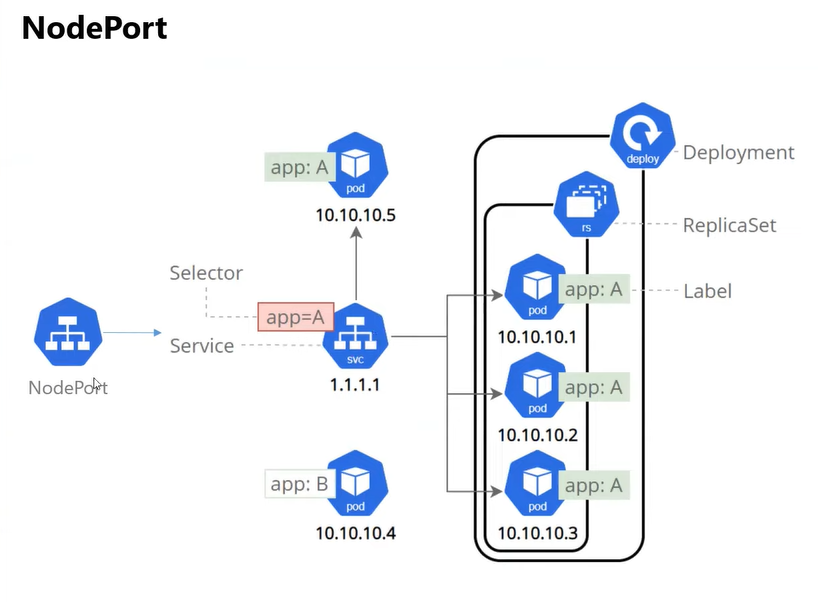 NodePort
deploy
Deployment
app: A
pod
10.10.10.5
rs
ReplicaSet
Selector
app=A
Service
svc
1.1.1.1
NodePort
pod
app: A
Label
10.10.10.1
pod
app: A
10.10.10.2
app: B
pod
10.10.10.4
pod
app: A
10.10.10.3